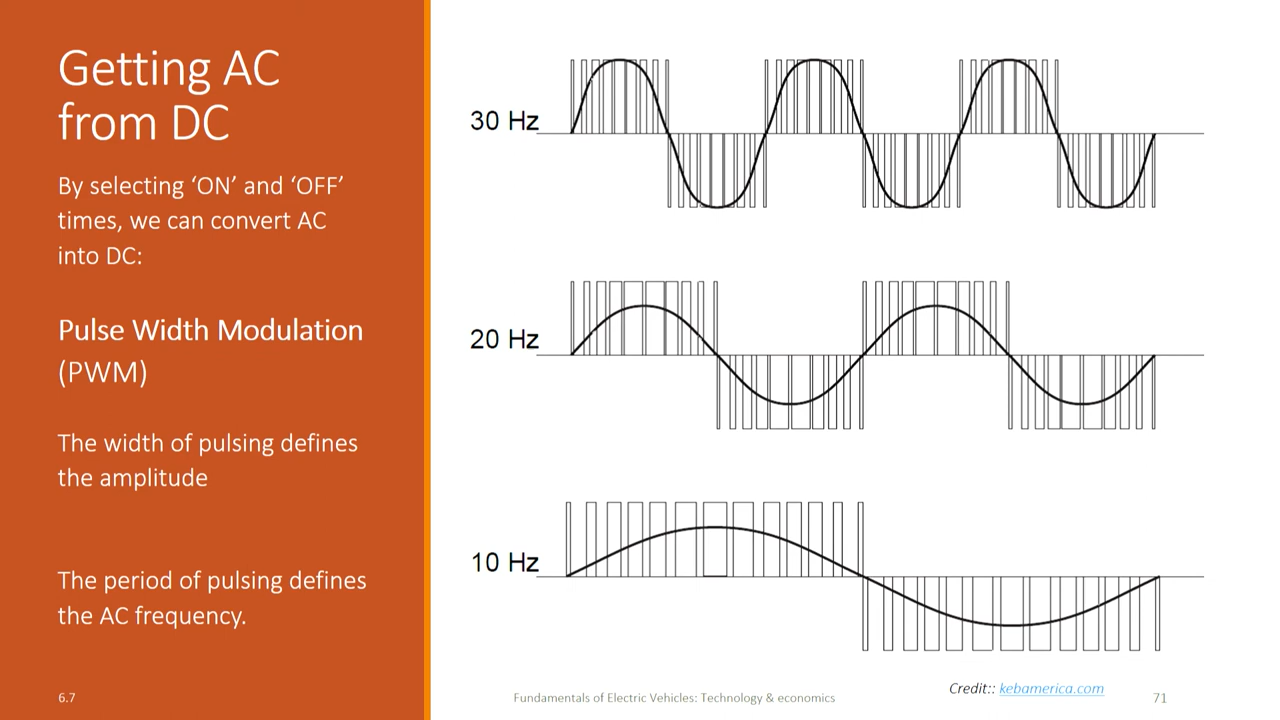 Getting AC
from DC
By selecting ‘ON’ and ‘OFF’
times, we can convert AC
into DC:
Pulse Width Modulation
(PWM)
The width of pulsing defines
the amplitude
The period of pulsing defines
the AC frequency.
30 Hz
20 Hz
10 Hz
Credit:: kebamerica.com
6.7
Fundamentals of Electric Vehicles: Technology & economics
71